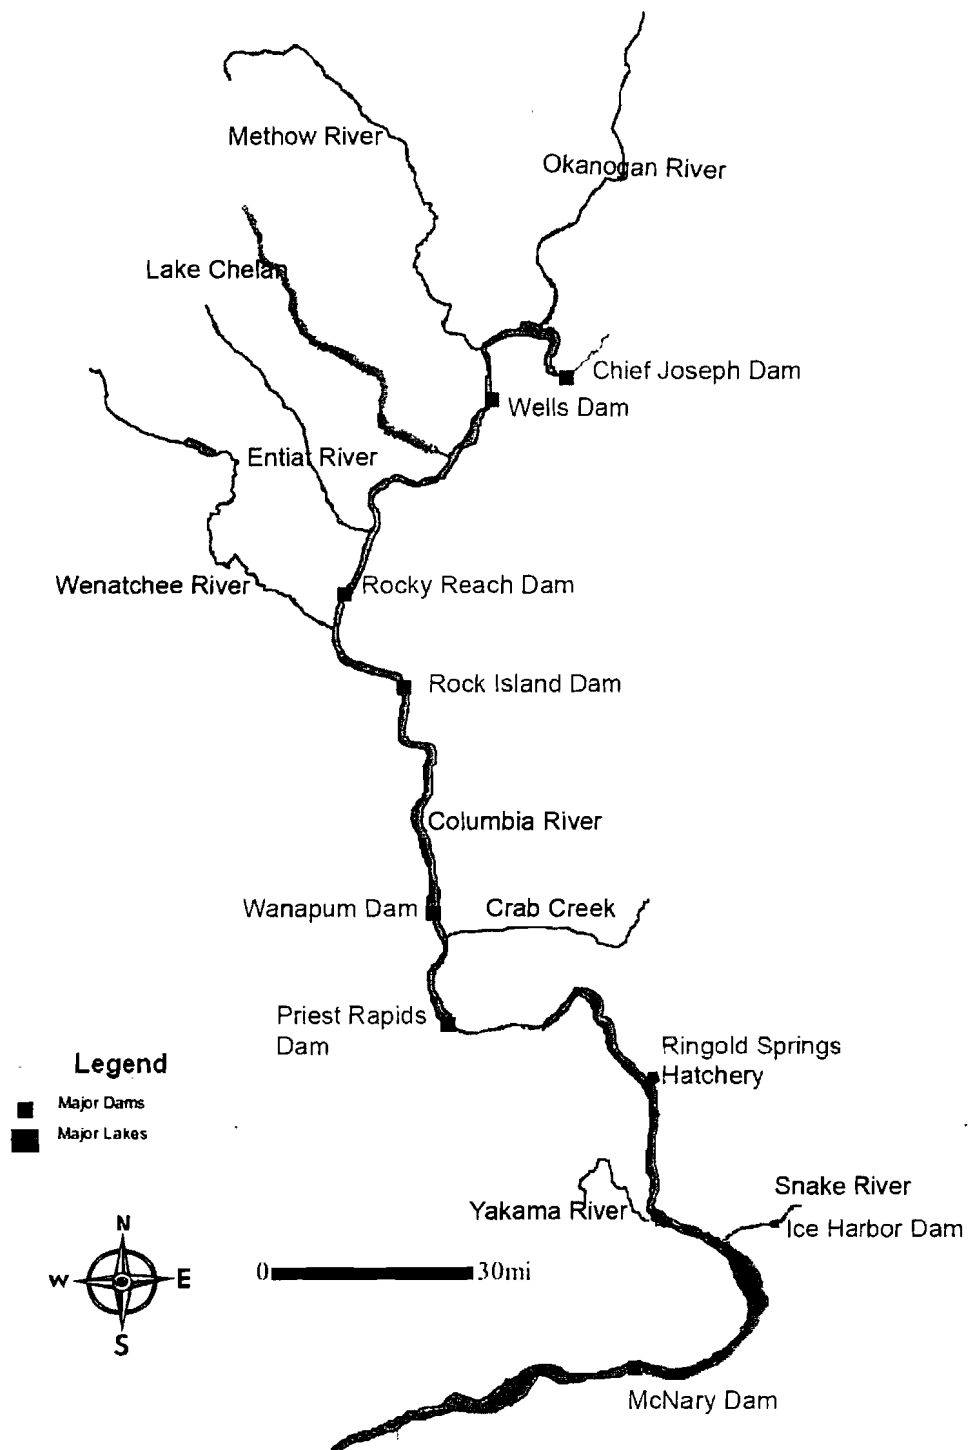 Methow River
Okanogan River
Lake Chelan
Chief Joseph Dam
Wells Dam
Entiat River
Wenatchee River
Rocky Reach Dam
Rock Island Dam
Columbia River
Wanapum Dam
Crab Creek
Priest Rapids
Dam
Ringold Springs
Hatchery
Legend
Major Dams
Major Lakes
Snake River
Yakama River
Ice Harbor Dam
N
W
E
S
0
30mi
McNary Dam